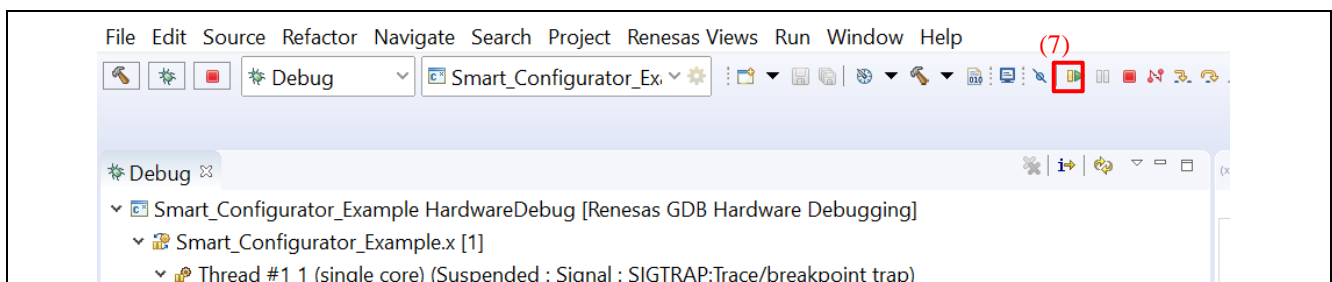 File Edit Source Refactor Navigate Search Project Renesas Views Run Window Help
(7)
Debug Smart_Configurator_Ex
Debug
Smart_Configurator_Example HardwareDebug [Renesas GDB Hardware Debugging]
Smart_Configurator_Example.x [1]
Thread #1 1 (single core) (Suspended : Signal : SIGTRAP:Trace/breakpoint trap)